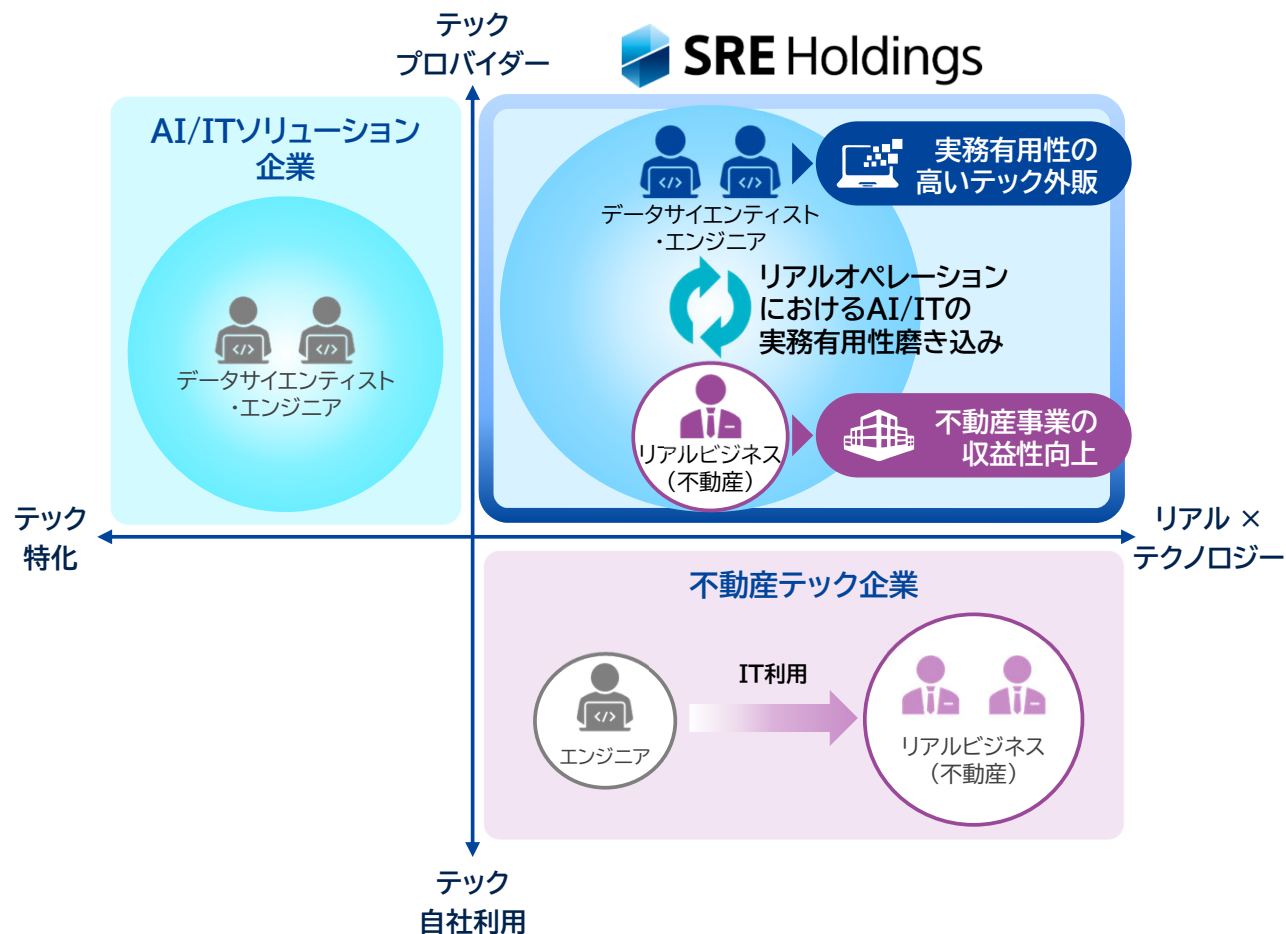 テック
プロバイダー
SRE Holdings
AI/ITソリューション
企業
</>
</>
データサイエンティスト
・エンジニア
</>
</>
データサイエンティスト
・エンジニア
実務有用性の
高いテック外販
リアルオペレーション
におけるAI/ITの
実務有用性磨き込み
リアルビジネス
(不動産)
不動産事業の
収益性向上
テック
特化
リアル ×
テクノロジー
不動産テック企業
</>
エンジニア
IT利用
リアルビジネス
(不動産)
テック
自社利用